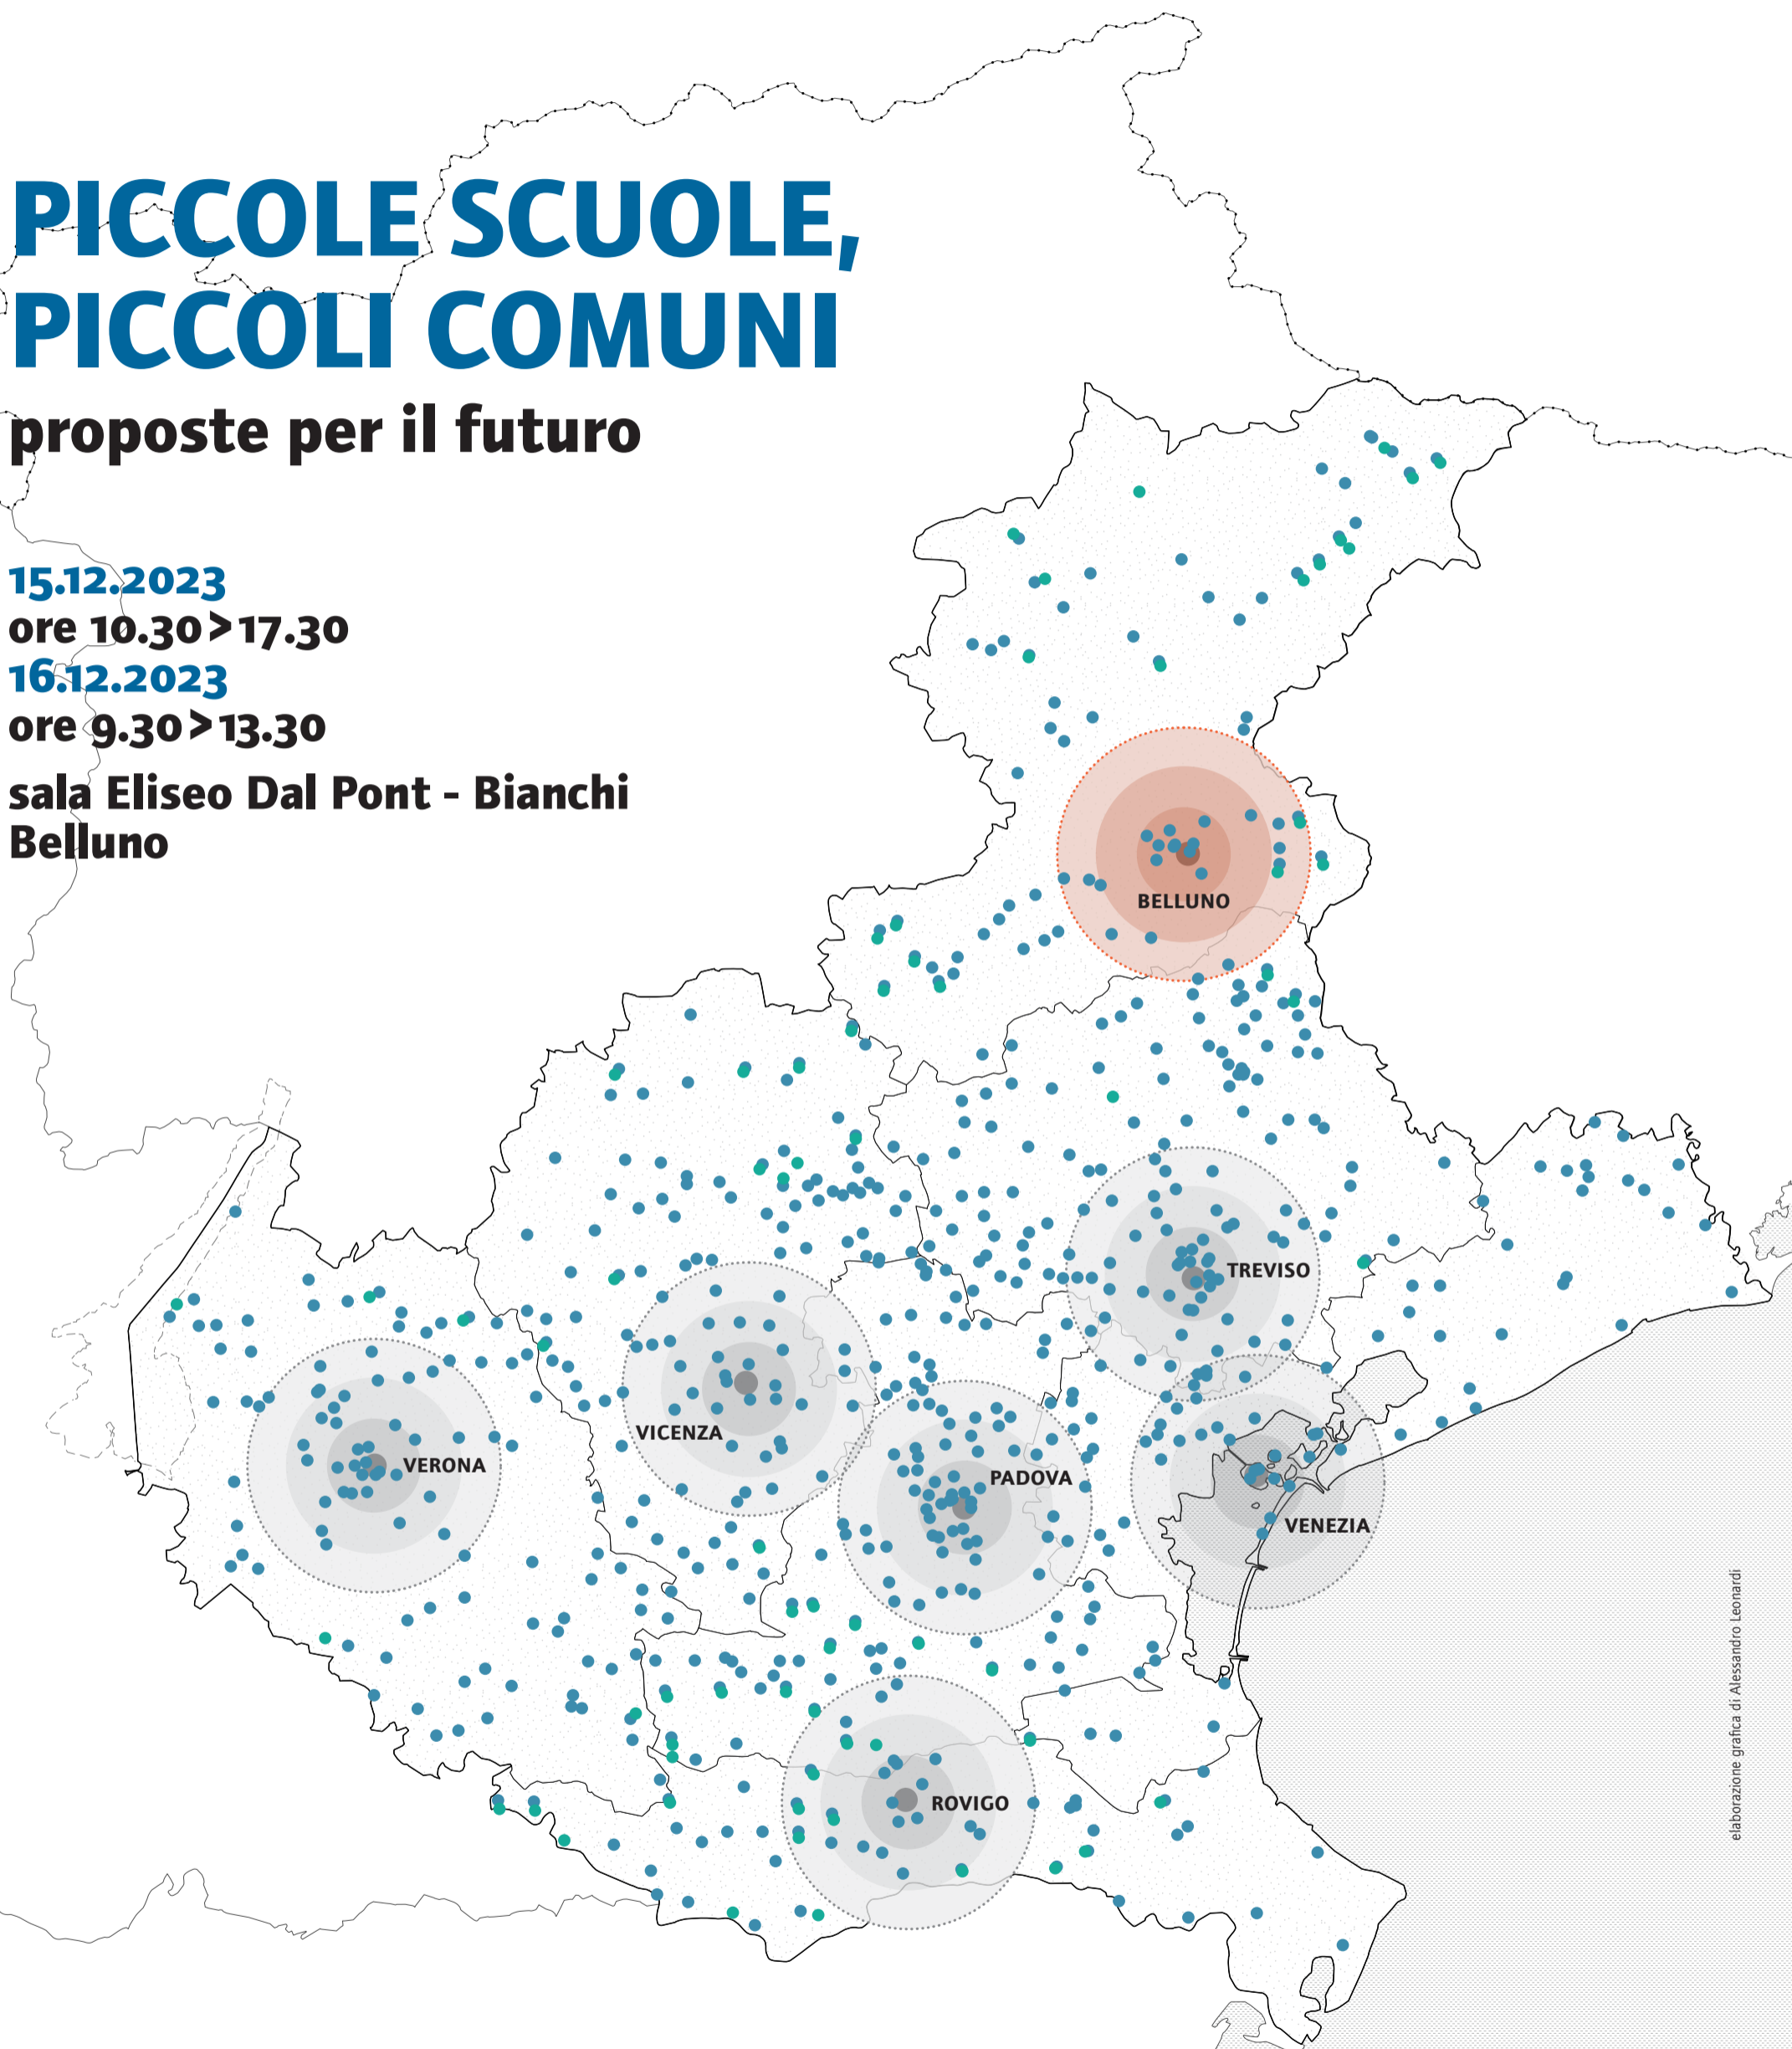 PICCOLE SCUOLE,
PICCOLI COMUNI
proposte per il futuro
15.12.2023
ore 10.30>17.30
16.12.2023
ore 9.30>13.30
sala Eliseo Dal Pont - Bianchi
Belluno
BELLUNO
TREVISO
VICENZA
VERONA
PADOVA
VENEZIA
ROVIGO
elaborazione grafica di Alessandro Leonardi